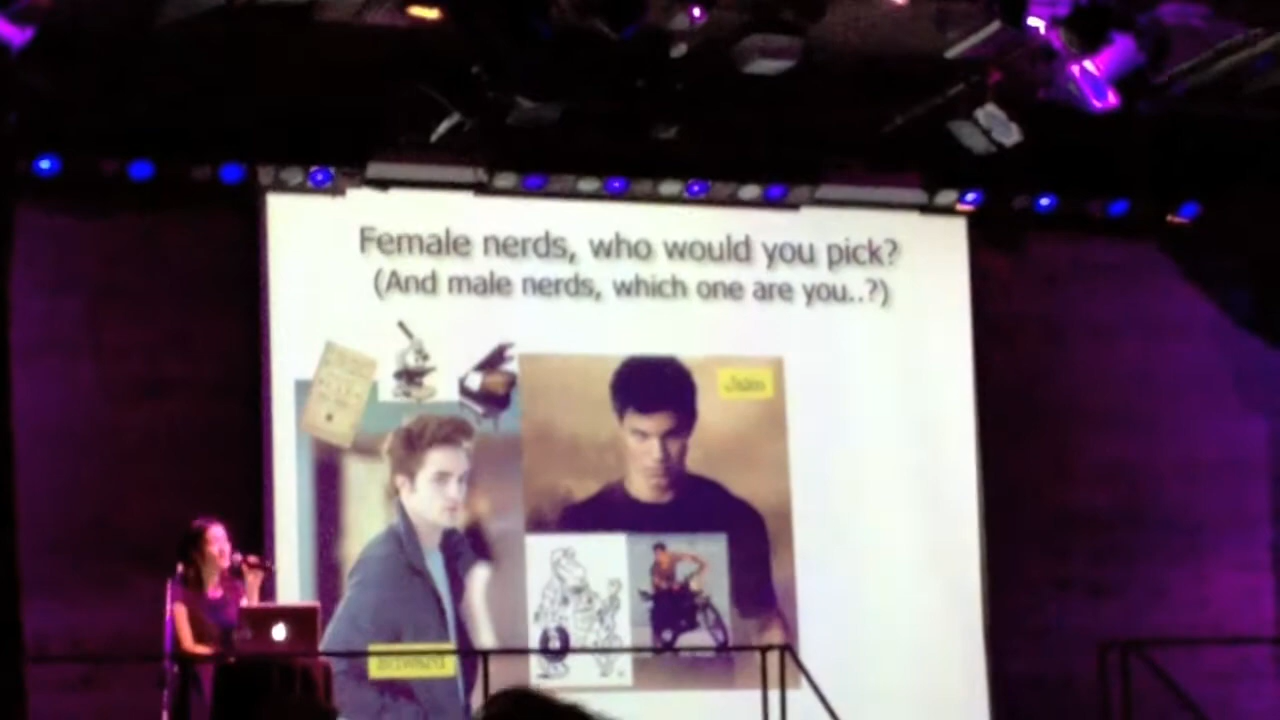 Female nerds, who would you pick?
(And male nerds, which one are you..?)